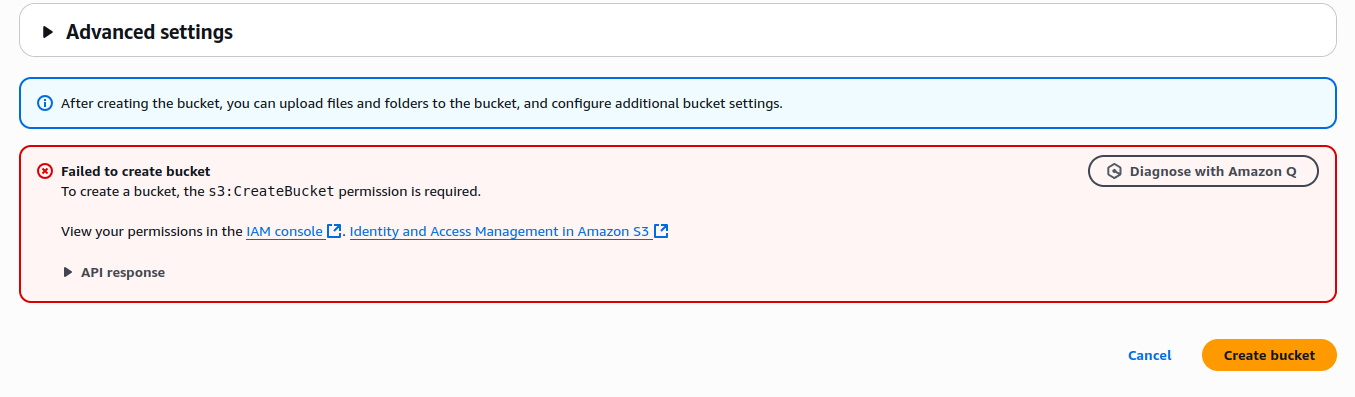 Advanced settings
After creating the bucket, you can upload files and folders to the bucket, and configure additional bucket settings.
Failed to create bucket
Diagnose with Amazon Q
To create a bucket, the s3:CreateBucket permission is required.
View your permissions in the IAM console. Identity and Access Management in Amazon S3
API response
Cancel
Create bucket